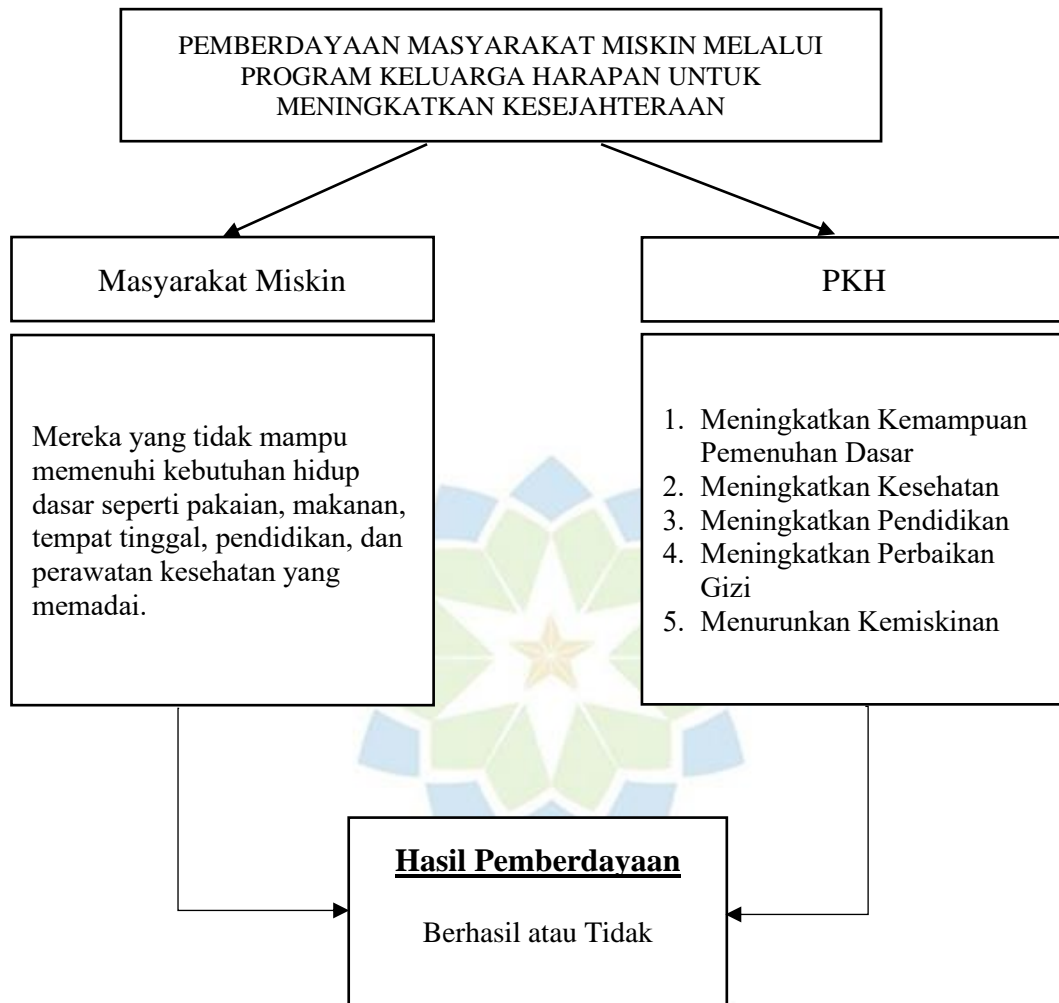 PEMBERDAYAAN MASYARAKAT MISKIN MELALUI
PROGRAM KELUARGA HARAPAN UNTUK
MENINGKATKAN KESEJAHTERAAN
Masyarakat Miskin
PKH
Mereka yang tidak mampu
memenuhi kebutuhan hidup
dasar seperti pakaian, makanan,
tempat tinggal, pendidikan, dan
perawatan kesehatan yang
memadai.
1. Meningkatkan Kemampuan
Pemenuhan Dasar
2. Meningkatkan Kesehatan
3. Meningkatkan Pendidikan
4. Meningkatkan Perbaikan
Gizi
5. Menurunkan Kemiskinan
Hasil Pemberdayaan
Berhasil atau Tidak